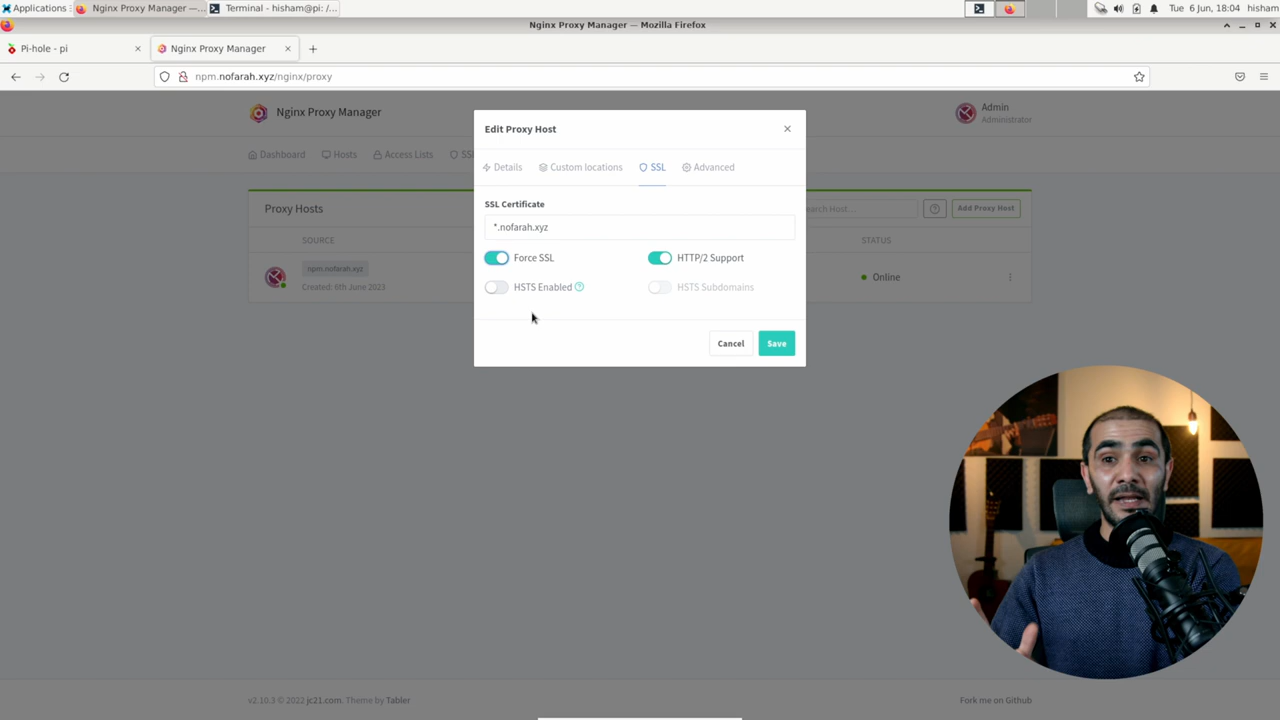 Applications
Nginx Proxy Manager —...
Terminal - hisham@pi: /...
Tue 6 Jun, 18:04
hisham
Nginx Proxy Manager — Mozilla Firefox
Pi-hole - pi
Nginx Proxy Manager
npm.nofarah.xyz/nginx/proxy
Nginx Proxy Manager
Admin
Administrator
Dashboard
Hosts
Access Lists
Edit Proxy Host
Details
Custom locations
SSL
Advanced
SSL Certificate
*.nofarah.xyz
Force SSL
HTTP/2 Support
HSTS Enabled
HSTS Subdomains
Cancel
Save
Proxy Hosts
Host...
Add Proxy Host
SOURCE
STATUS
npm.nofarah.xyz
Created: 6th June 2023
Online
v2.10.3 © 2022 jc21.com. Theme by Tabler
Fork me on Github